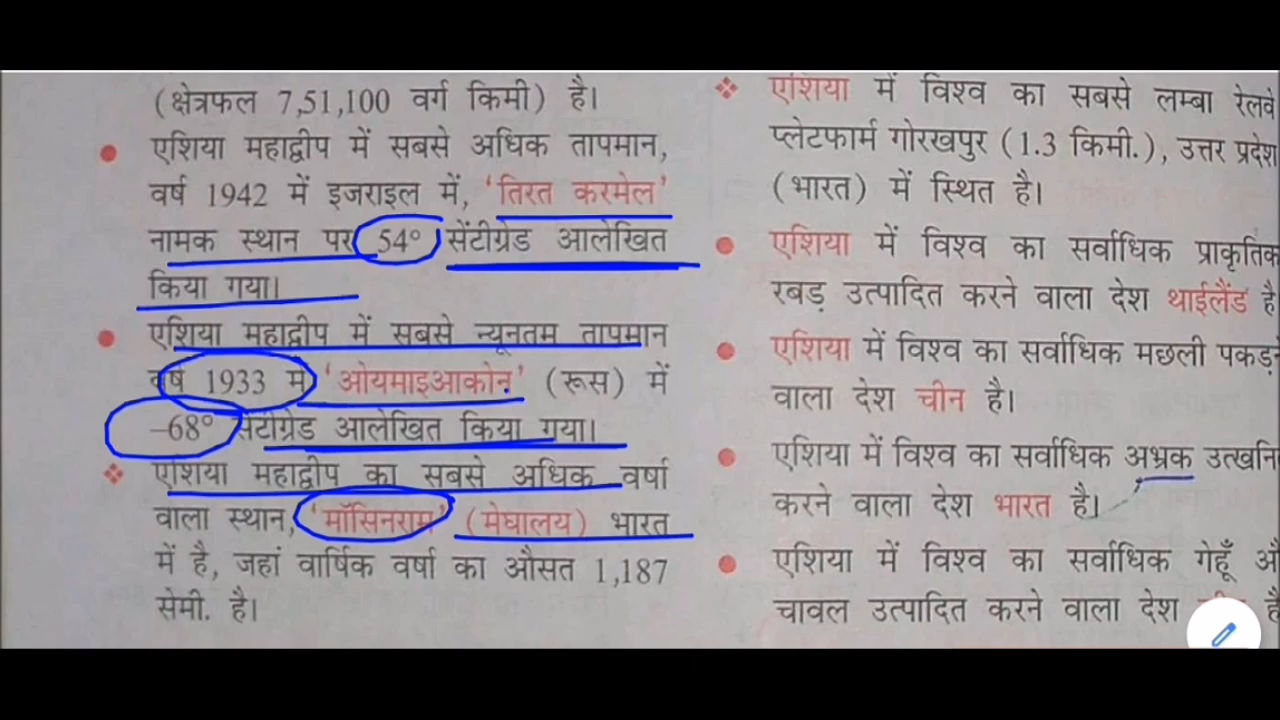 (क्षेत्रफल 7,51,100 वर्ग किमी) है।
एशिया महाद्वीप में सबसे अधिक तापमान,
वर्ष 1942 में इजराइल में, 'तिरत करमेल'
नामक स्थान पर 54° सेंटीग्रेड आलेखित
किया गया।
एशिया महाद्वीप में सबसे न्यूनतम तापमान
वर्ष 1933 में 'ओयमाइआकोन' (रूस) में
–68° सेंटीग्रेड आलेखित किया गया।
एशिया महाद्वीप का सबसे अधिक वर्षा
वाला स्थान, 'मॉसिनराम' (मेघालय) भारत
में है, जहां वार्षिक वर्षा का औसत 1,187
सेमी. है।
एशिया में विश्व का सबसे लम्बा रेलवे
प्लेटफार्म गोरखपुर (1.3 किमी.), उत्तर प्रदेश
(भारत) में स्थित है।
एशिया में विश्व का सर्वाधिक प्राकृतिक
रबड़ उत्पादित करने वाला देश थाईलैंड है
एशिया में विश्व का सर्वाधिक मछली पकड़ने
वाला देश चीन है।
एशिया में विश्व का सर्वाधिक अभ्रक उत्खनि
करने वाला देश भारत है।
एशिया में विश्व का सर्वाधिक गेहूँ औ
चावल उत्पादित करने वाला देश है